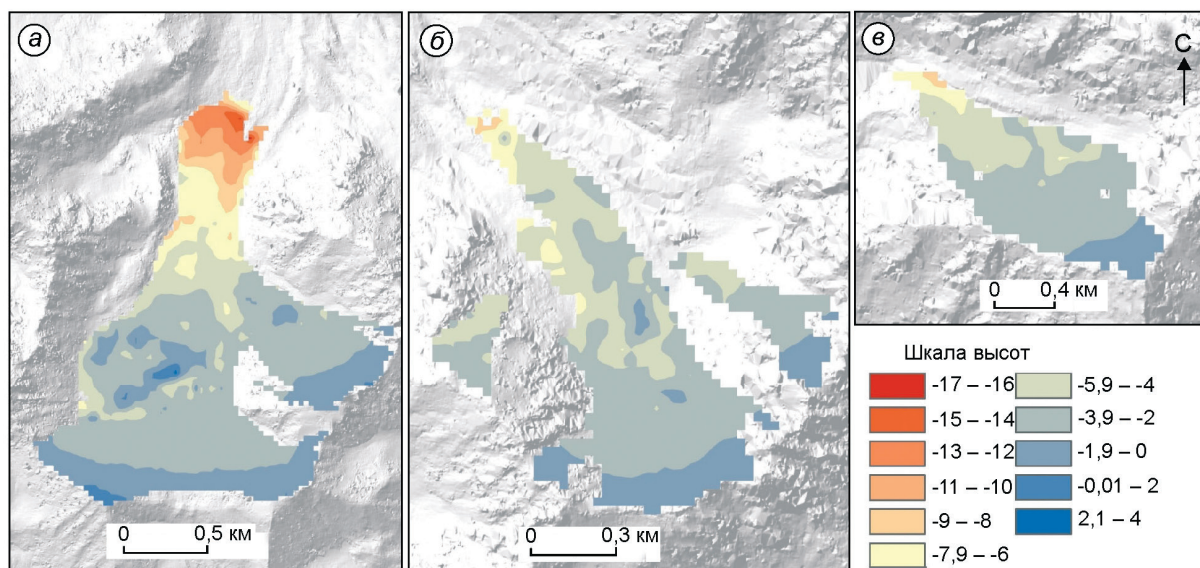 а
б
в
С
0 0,4 км
Шкала высот
-17 – -16
-15 – -14
-13 – -12
-11 – -10
-9 – -8
-7,9 – -6
-5,9 – -4
-3,9 – -2
-1,9 – 0
-0,01 – 2
2,1 – 4
0 0,5 км
0 0,3 км